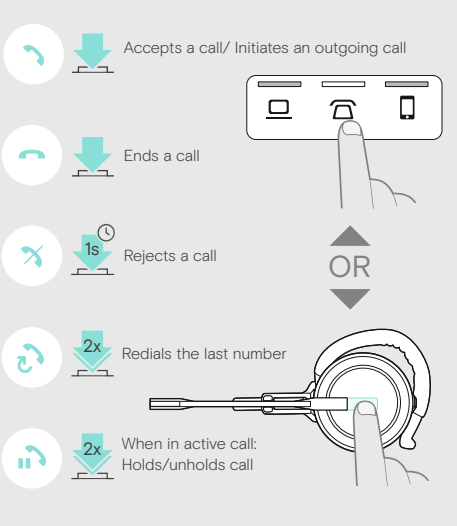 Accepts a call/ Initiates an outgoing call
Ends a call
1s
Rejects a call
OR
2x
Redials the last number
2x
When in active call:
Holds/unholds call